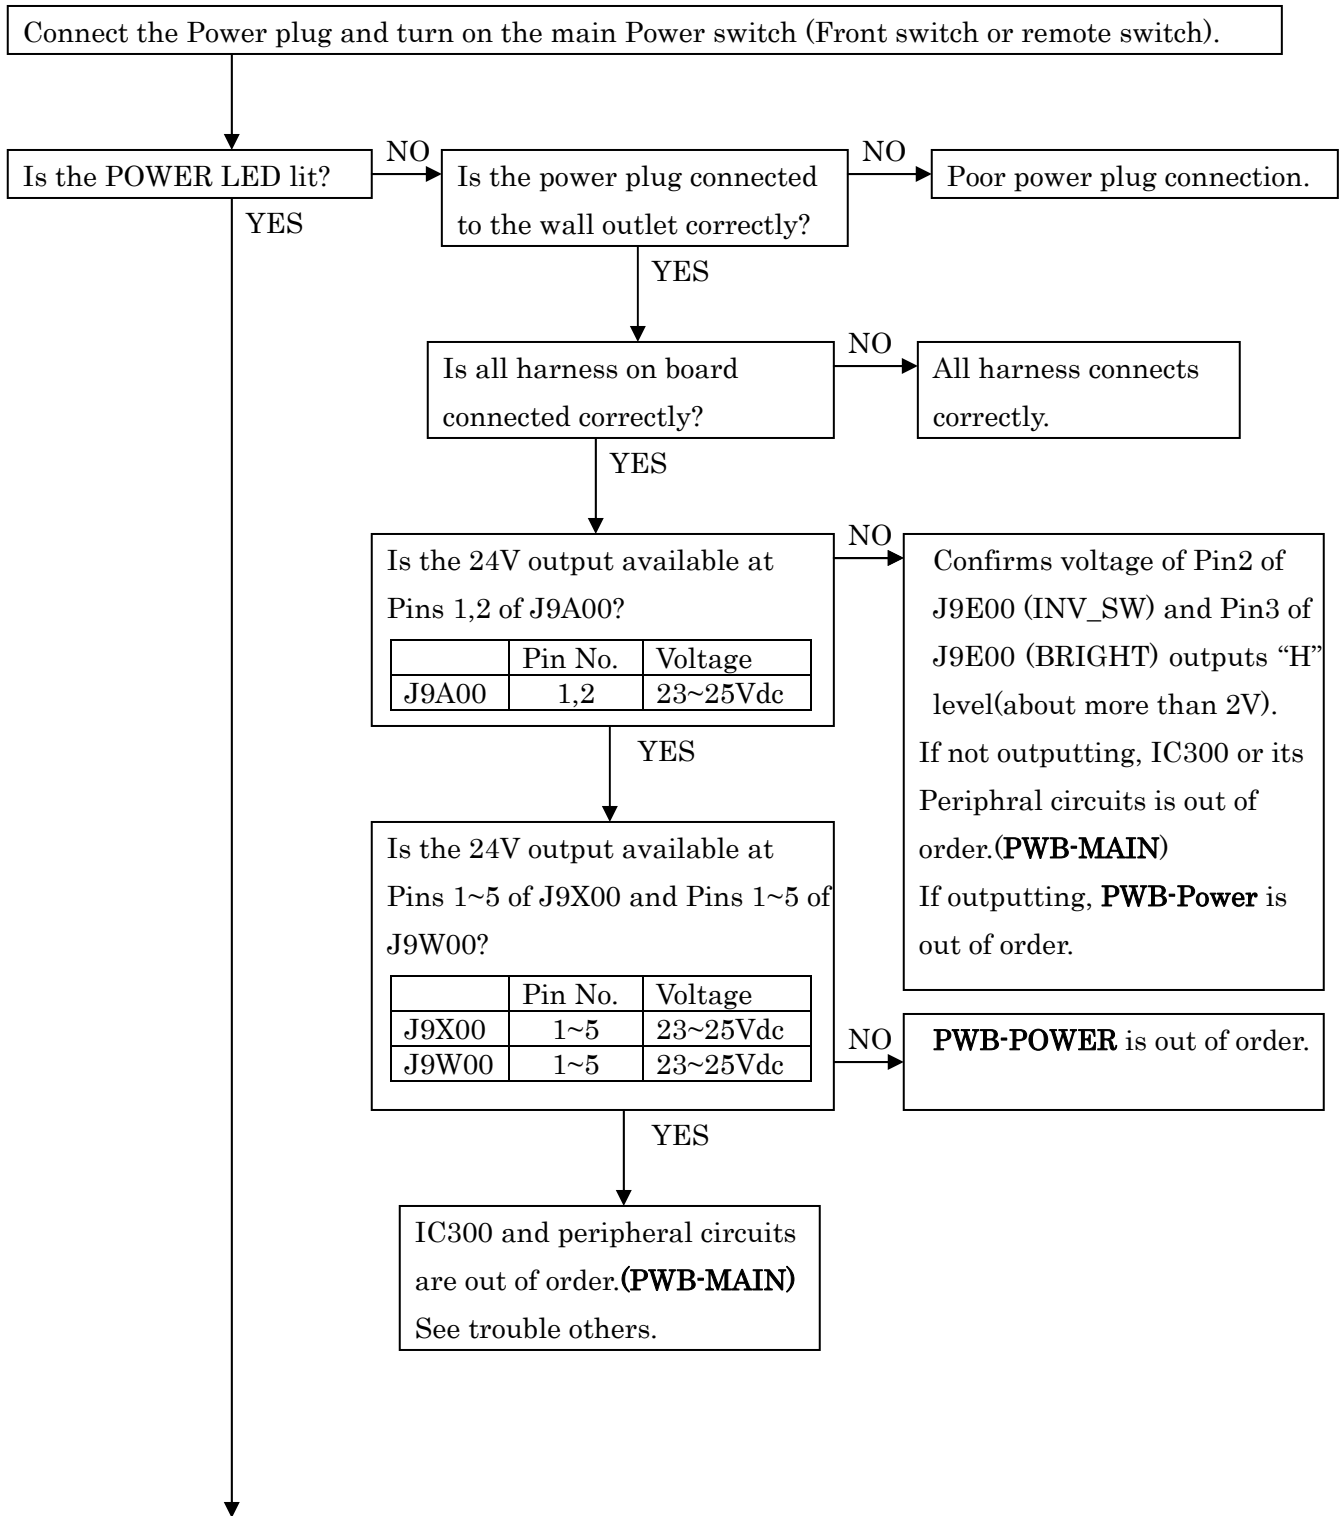 Connect the Power plug and turn on the main Power switch (Front switch or remote switch).
Is the POWER LED lit?
NO
Is the power plug connected
to the wall outlet correctly?
NO
Poor power plug connection.
YES
YES
Is all harness on board
connected correctly?
NO
All harness connects
correctly.
YES
Is the 24V output available at
Pins 1,2 of J9A00?
Pin No. Voltage
J9A00 1,2 23~25Vdc
NO
Confirms voltage of Pin2 of
J9E00 (INV_SW) and Pin3 of
J9E00 (BRIGHT) outputs “H”
level(about more than 2V).
If not outputting, IC300 or its
Periphral circuits is out of
order.(PWB-MAIN)
If outputting, PWB-Power is
out of order.
YES
Is the 24V output available at
Pins 1~5 of J9X00 and Pins 1~5 of
J9W00?
Pin No. Voltage
J9X00 1~5 23~25Vdc
J9W00 1~5 23~25Vdc
NO
PWB-POWER is out of order.
YES
IC300 and peripheral circuits
are out of order.(PWB-MAIN)
See trouble others.